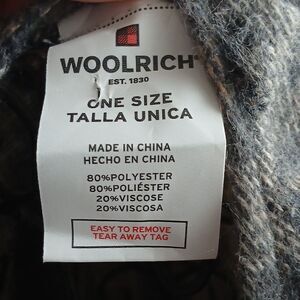 WOOLRICH®
EST. 1830
ONE SIZE
TALLA UNICA
MADE IN CHINA
HECHO EN CHINA
80%POLYESTER
80%POLIÉSTER
20%VISCOSE
20%VISCOSA
EASY TO REMOVE
TEAR AWAY TAG